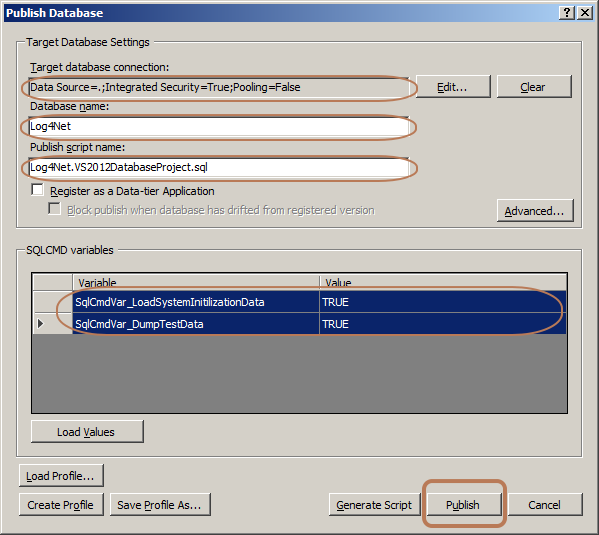 Publish Database
Target Database Settings
Target database connection:
Data Source=.;Integrated Security=True;Pooling=False
Edit...
Clear
Database name:
Log4Net
Publish script name:
Log4Net.VS2012DatabaseProject.sql
Register as a Data-tier Application
Block publish when database has drifted from registered version
Advanced...
SQLCMD variables
Variable Value
SqlCmdVar_LoadSystemInitilizationData TRUE
SqlCmdVar_DumpTestData TRUE
Load Values
Load Profile...
Create Profile
Save Profile As...
Generate Script
Publish
Cancel